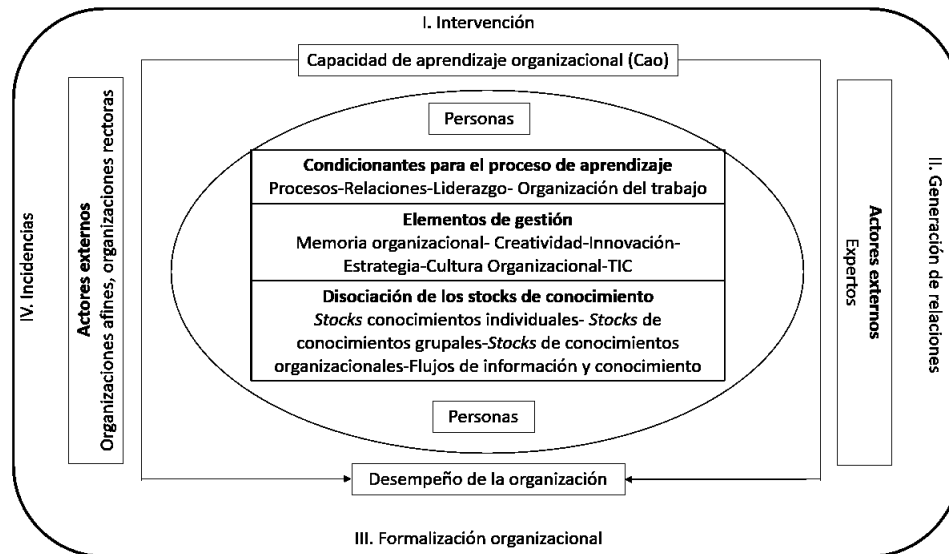 I. Intervención
Capacidad de aprendizaje organizacional (Cao)
Personas
Condicionantes para el proceso de aprendizaje
Procesos-Relaciones-Liderazgo- Organización del trabajo
Elementos de gestión
Memoria organizacional- Creatividad-Innovación-
Estrategia-Cultura Organizacional-TIC
Disociación de los stocks de conocimiento
Stocks conocimientos individuales- Stocks de
conocimientos grupales-Stocks de conocimientos
organizacionales-Flujos de información y conocimiento
Personas
Desempeño de la organización
IV. Incidencias
Actores externos
Organizaciones afines, organizaciones rectoras
Actores externos
Expertos
II. Generación de relaciones
III. Formalización organizacional